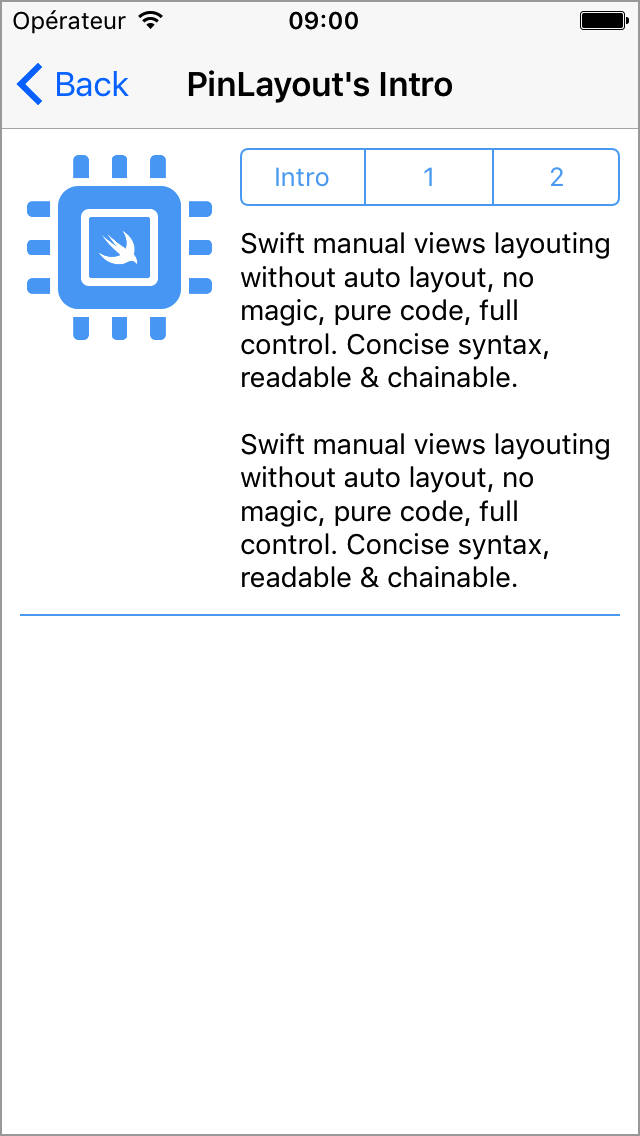 Opérateur 09:00
Back PinLayout's Intro
Intro 1 2
Swift manual views layouting
without auto layout, no
magic, pure code, full
control. Concise syntax,
readable & chainable.
Swift manual views layouting
without auto layout, no
magic, pure code, full
control. Concise syntax,
readable & chainable.